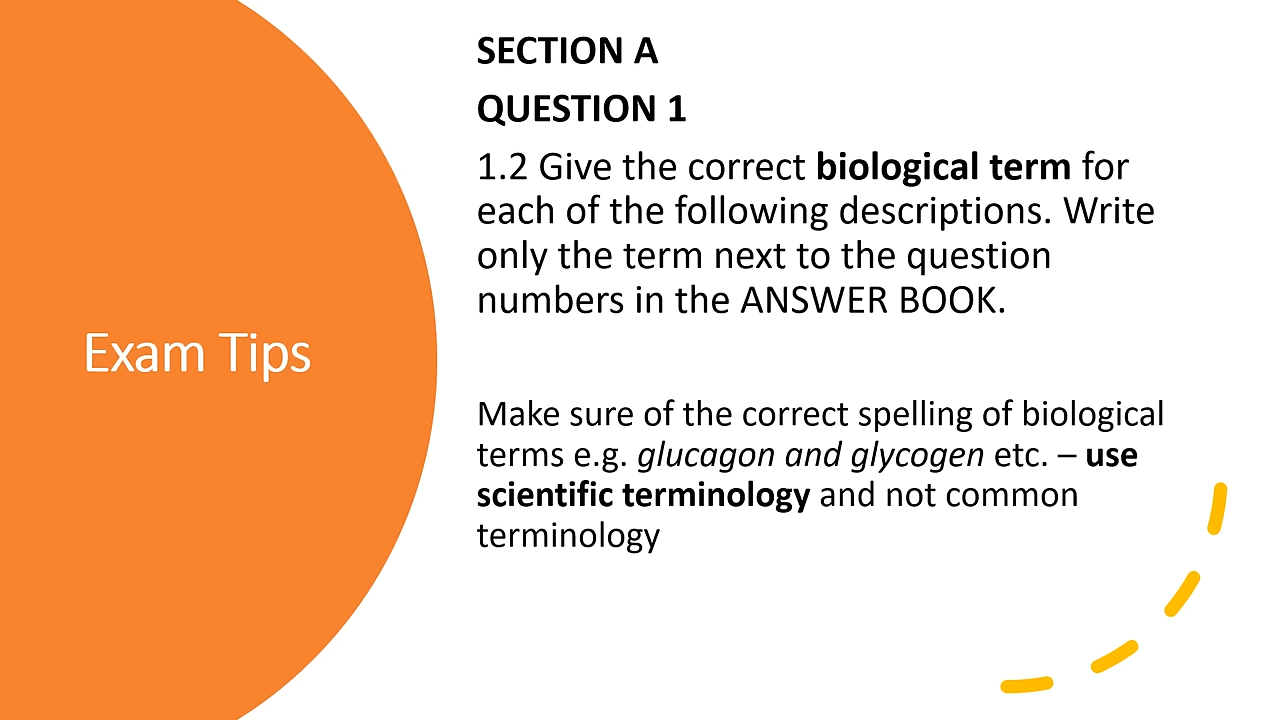 Exam Tips
SECTION A
QUESTION 1
1.2 Give the correct biological term for
each of the following descriptions. Write
only the term next to the question
numbers in the ANSWER BOOK.
Make sure of the correct spelling of biological
terms e.g. glucagon and glycogen etc. – use
scientific terminology and not common
terminology